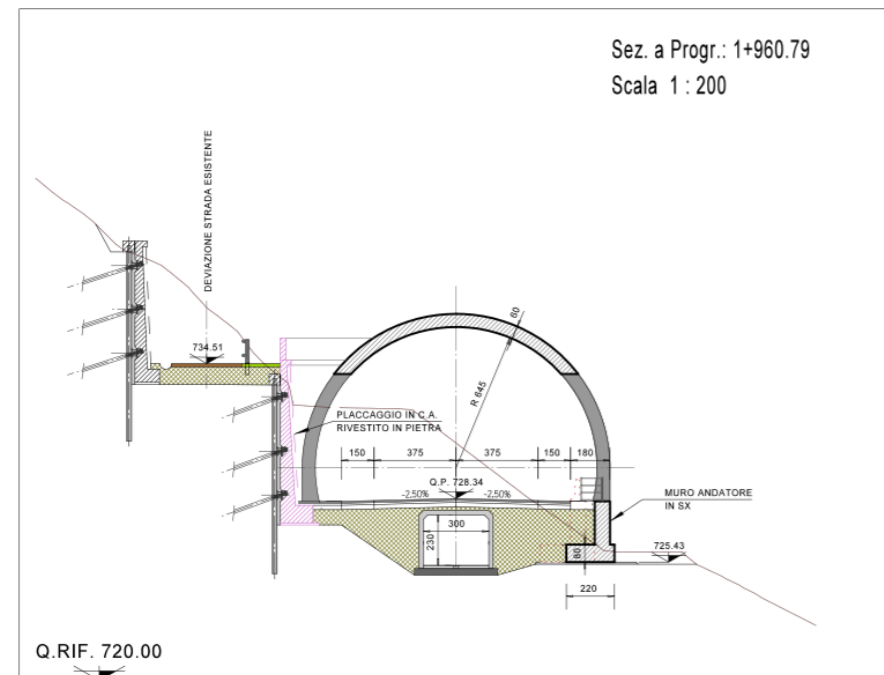 Sez. a Progr.: 1+960.79
Scala 1 : 200
DEVIAZIONE STRADA ESISTENTE
734.51
60
R 645
PLACCAGGIO IN C.A.
RIVESTITO IN PIETRA
150
375
375
150
180
Q.P. 728.34
-2,50%
-2,50%
MURO ANDATORE
IN SX
300
230
60
725.43
220
Q.RIF. 720.00